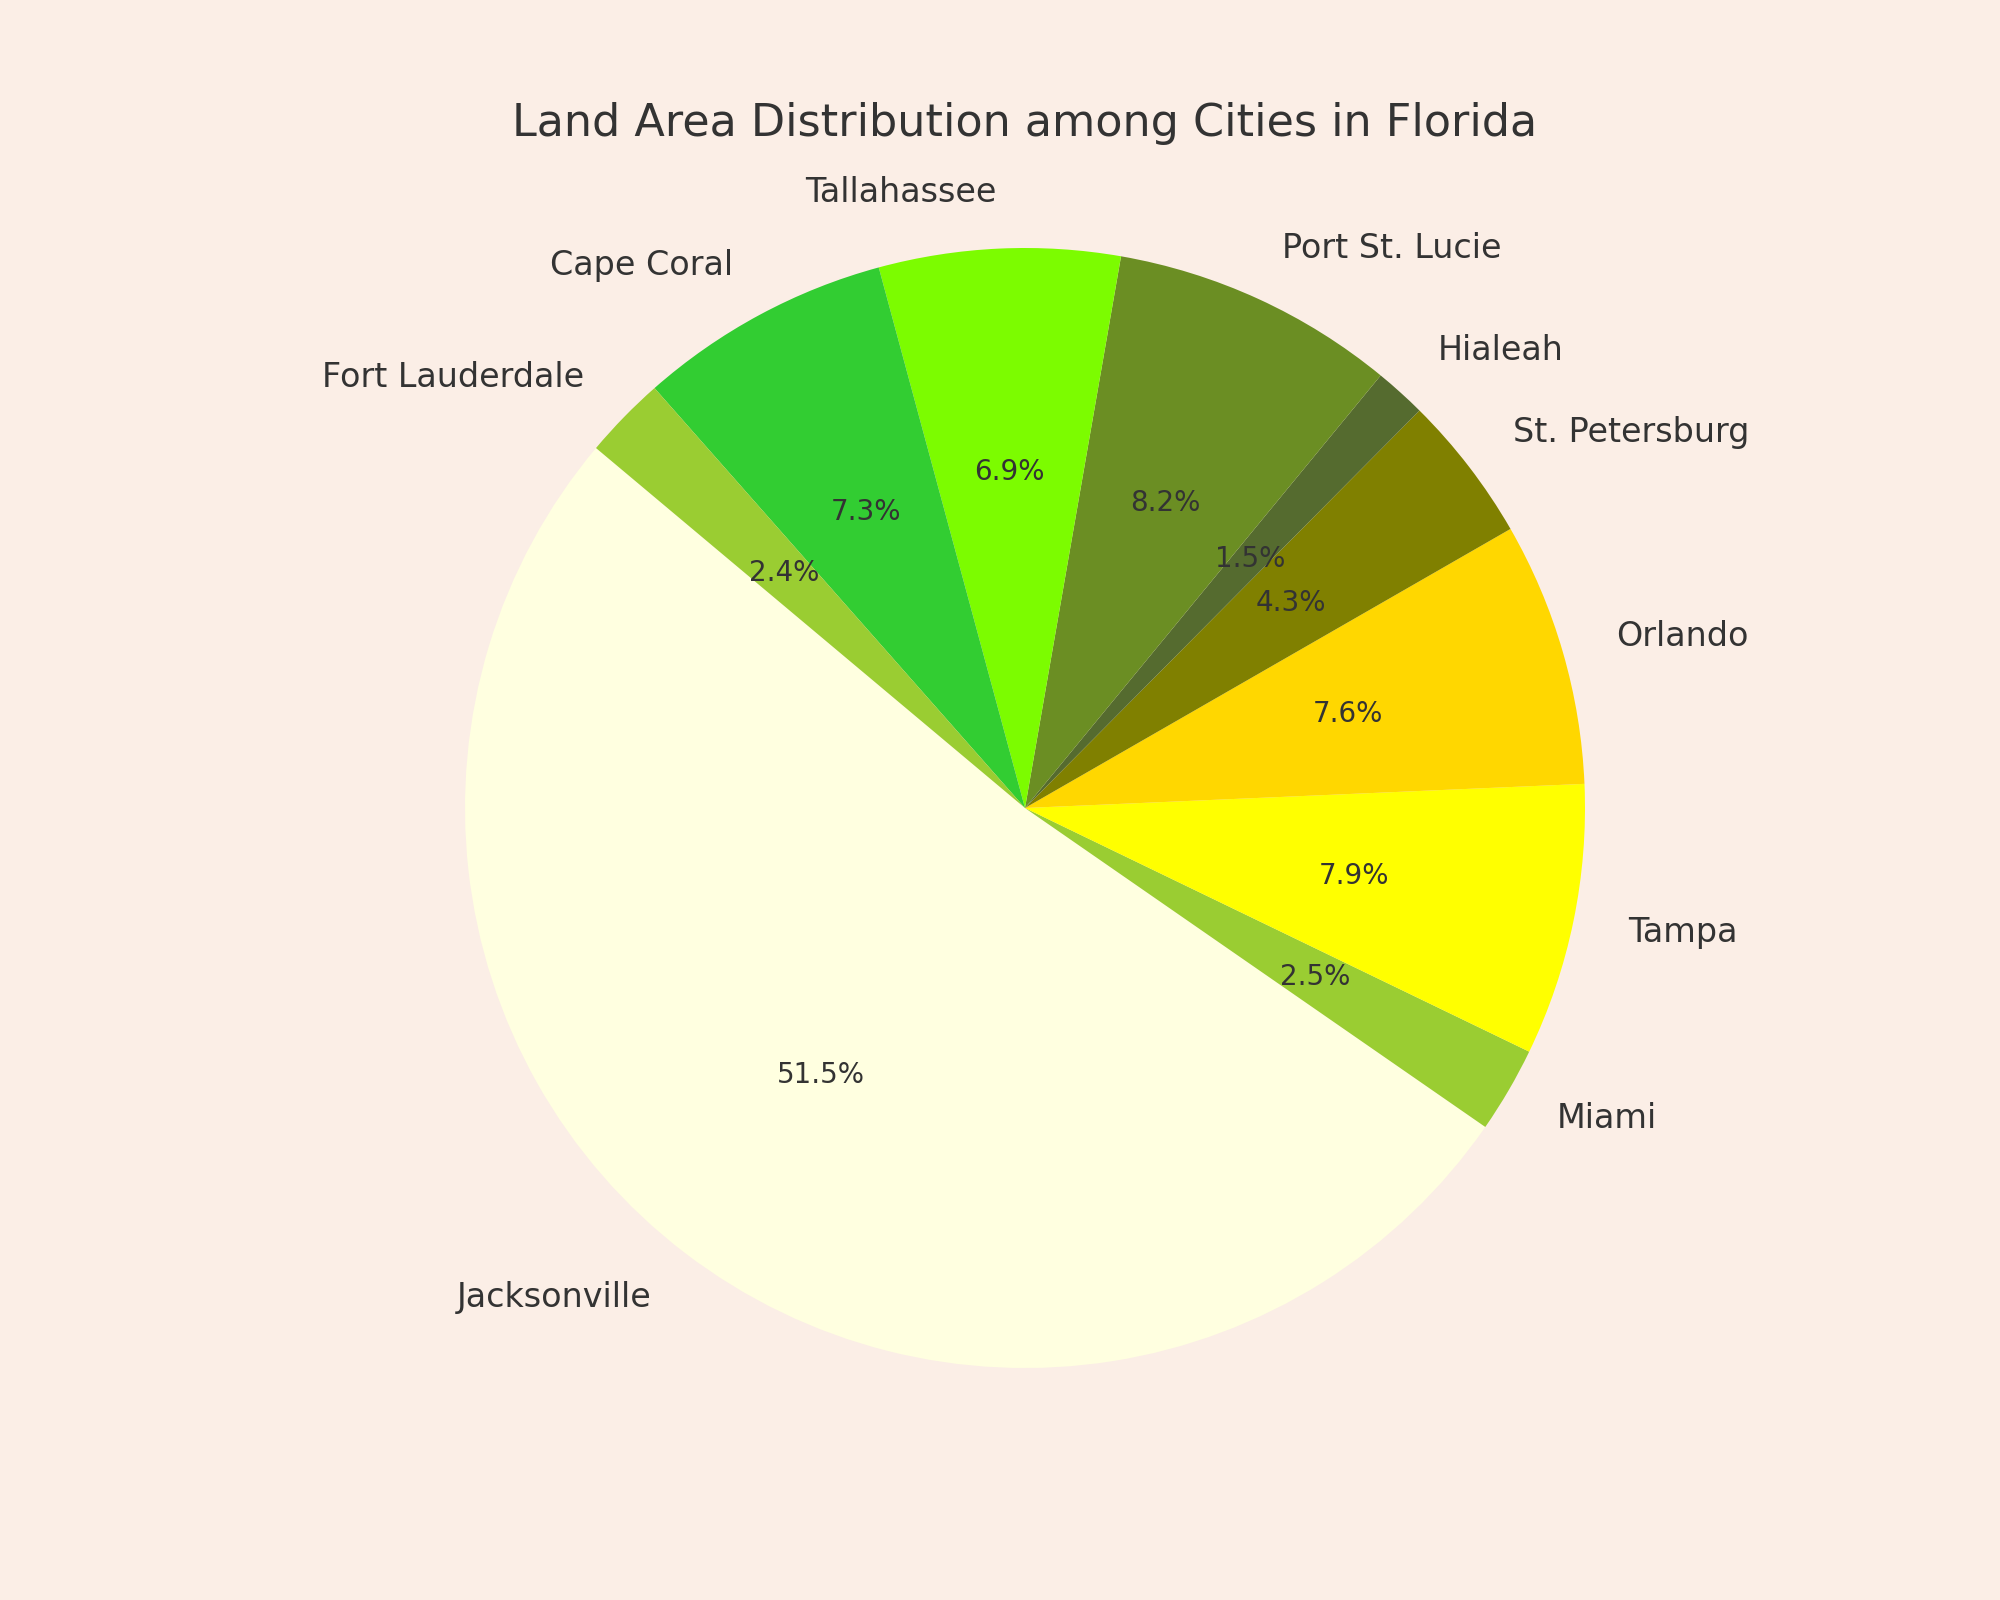 Land Area Distribution among Cities in Florida
Tallahassee
Port St. Lucie
Cape Coral
Hialeah
Fort Lauderdale
St. Petersburg
6.9%
8.2%
7.3%
1.5%
2.4%
4.3%
Orlando
7.6%
7.9%
Tampa
2.5%
51.5%
Miami
Jacksonville